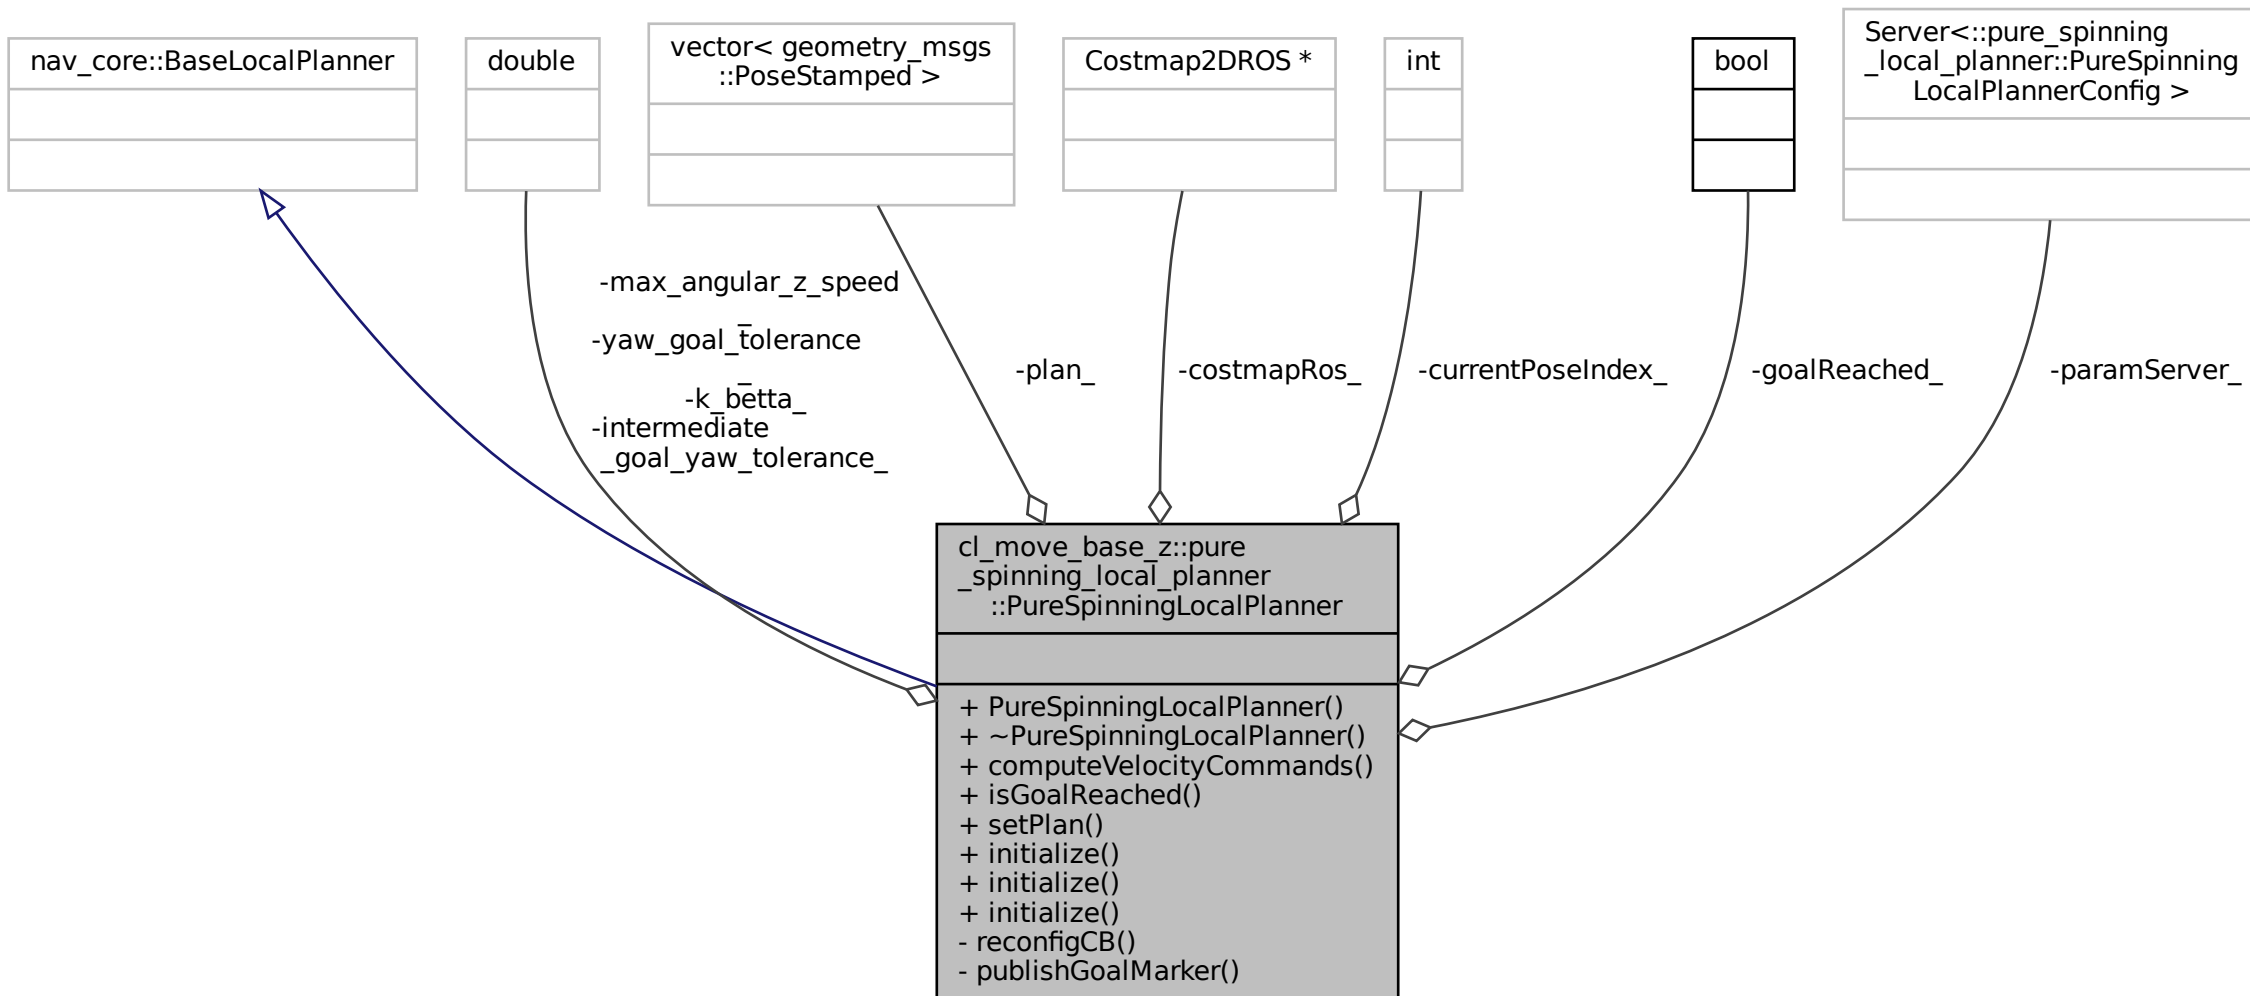 nav_core::BaseLocalPlanner
double
vector< geometry_msgs
::PoseStamped >
Costmap2DROS *
int
bool
Server<::pure_spinning
_local_planner::PureSpinning
LocalPlannerConfig >
-max_angular_z_speed
_
-yaw_goal_tolerance
_
-k_betta_
-intermediate
_goal_yaw_tolerance_
-plan_
-costmapRos_
-currentPoseIndex_
-goalReached_
-paramServer_
cl_move_base_z::pure
_spinning_local_planner
::PureSpinningLocalPlanner
+ PureSpinningLocalPlanner()
+ ~PureSpinningLocalPlanner()
+ computeVelocityCommands()
+ isGoalReached()
+ setPlan()
+ initialize()
+ initialize()
+ initialize()
- reconfigCB()
- publishGoalMarker()